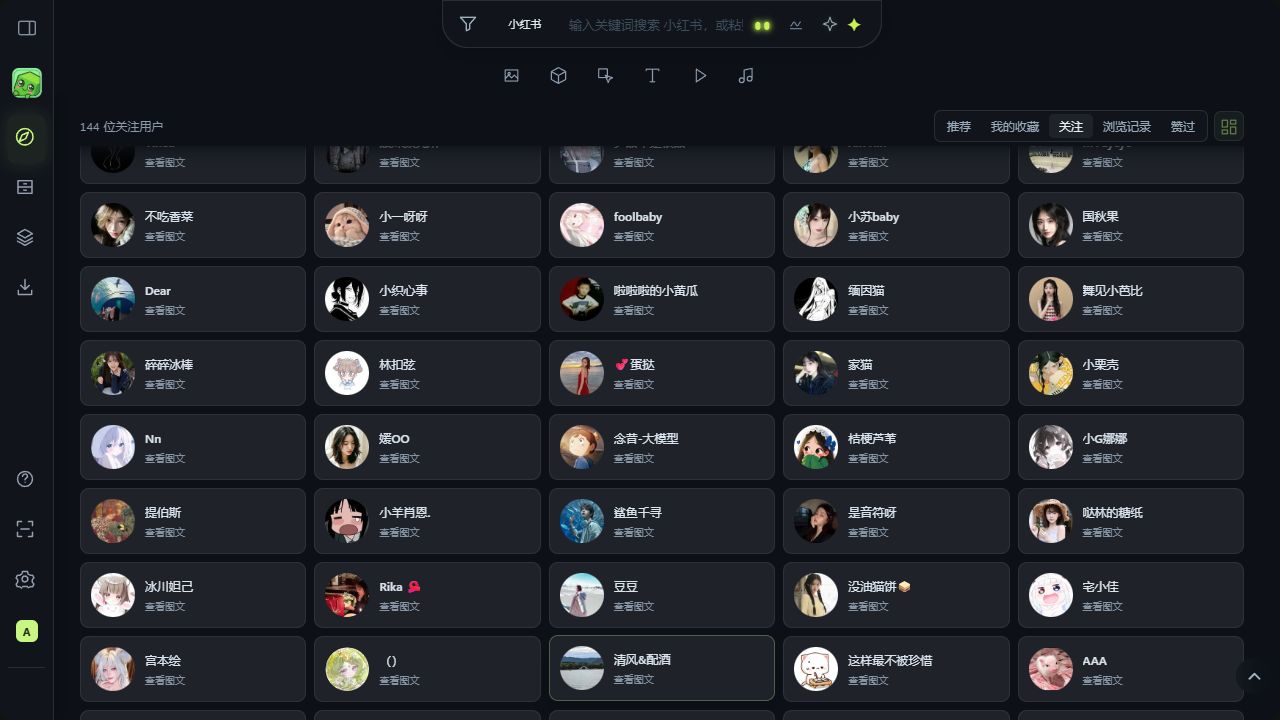 小红书
输入关键词搜索 小红书，或粘
144 位关注用户
推荐 我的收藏 关注 浏览记录 赞过
查看图文 查看图文 查看图文 查看图文 查看图文
不吃香菜 小一呀呀 foolbaby 小苏baby 国秋果
查看图文 查看图文 查看图文 查看图文 查看图文
Dear 小织心事 啦啦啦的小黄瓜 缅因猫 舞见小芭比
查看图文 查看图文 查看图文 查看图文 查看图文
碎碎冰棒 林扣弦 💕蛋挞 家猫 小栗壳
查看图文 查看图文 查看图文 查看图文 查看图文
Nn 媛OO 念昔-大模型 桔梗芦苇 小G娜娜
查看图文 查看图文 查看图文 查看图文 查看图文
提伯斯 小羊肖恩. 鲨鱼千寻 是音符呀 哒林的糖纸
查看图文 查看图文 查看图文 查看图文 查看图文
冰川妲己 Rika 豆豆 没油猫饼 宅小佳
查看图文 查看图文 查看图文 查看图文 查看图文
A
宫本绘 （） 清风&配酒 这样最不被珍惜 AAA
查看图文 查看图文 查看图文 查看图文 查看图文